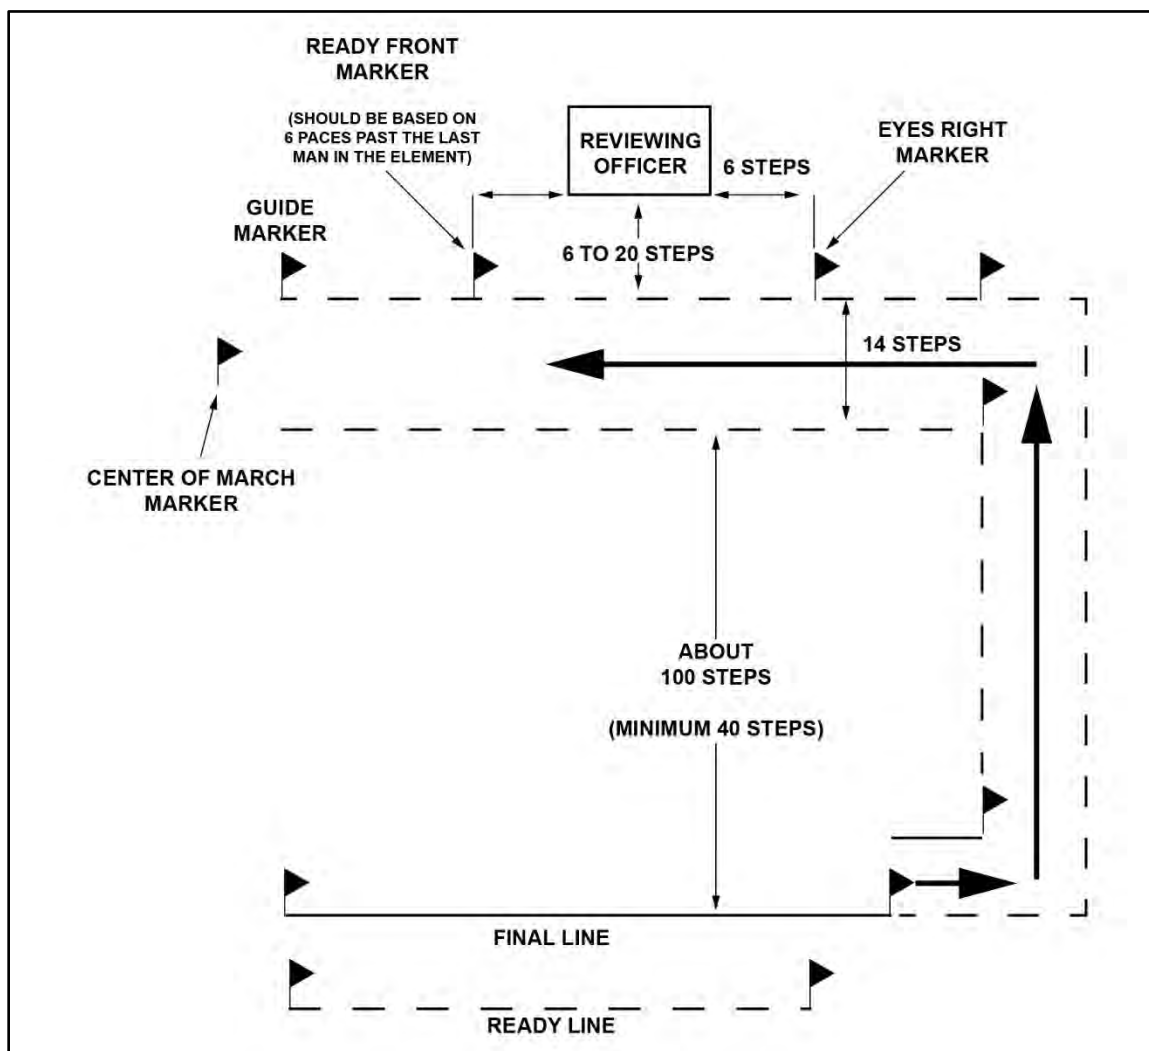 READY FRONT
MARKER
(SHOULD BE BASED ON
6 PACES PAST THE LAST
MAN IN THE ELEMENT)
REVIEWING
OFFICER
EYES RIGHT
MARKER
6 STEPS
GUIDE
MARKER
6 TO 20 STEPS
14 STEPS
CENTER OF MARCH
MARKER
ABOUT
100 STEPS
(MINIMUM 40 STEPS)
FINAL LINE
READY LINE